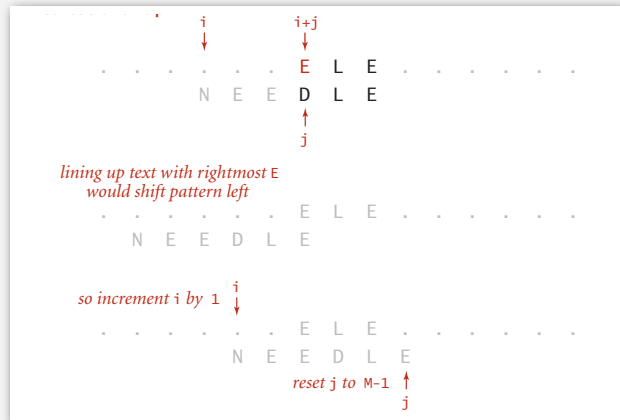 i i+j
. . . . . . E L E . . . . . .
N E E D L E
j
lining up text with rightmost E
would shift pattern left
. . . . . . E L E . . . . . .
N E E D L E
i
so increment i by 1
. . . . . . E L E . . . . . .
N E E D L E
reset j to M-1
j